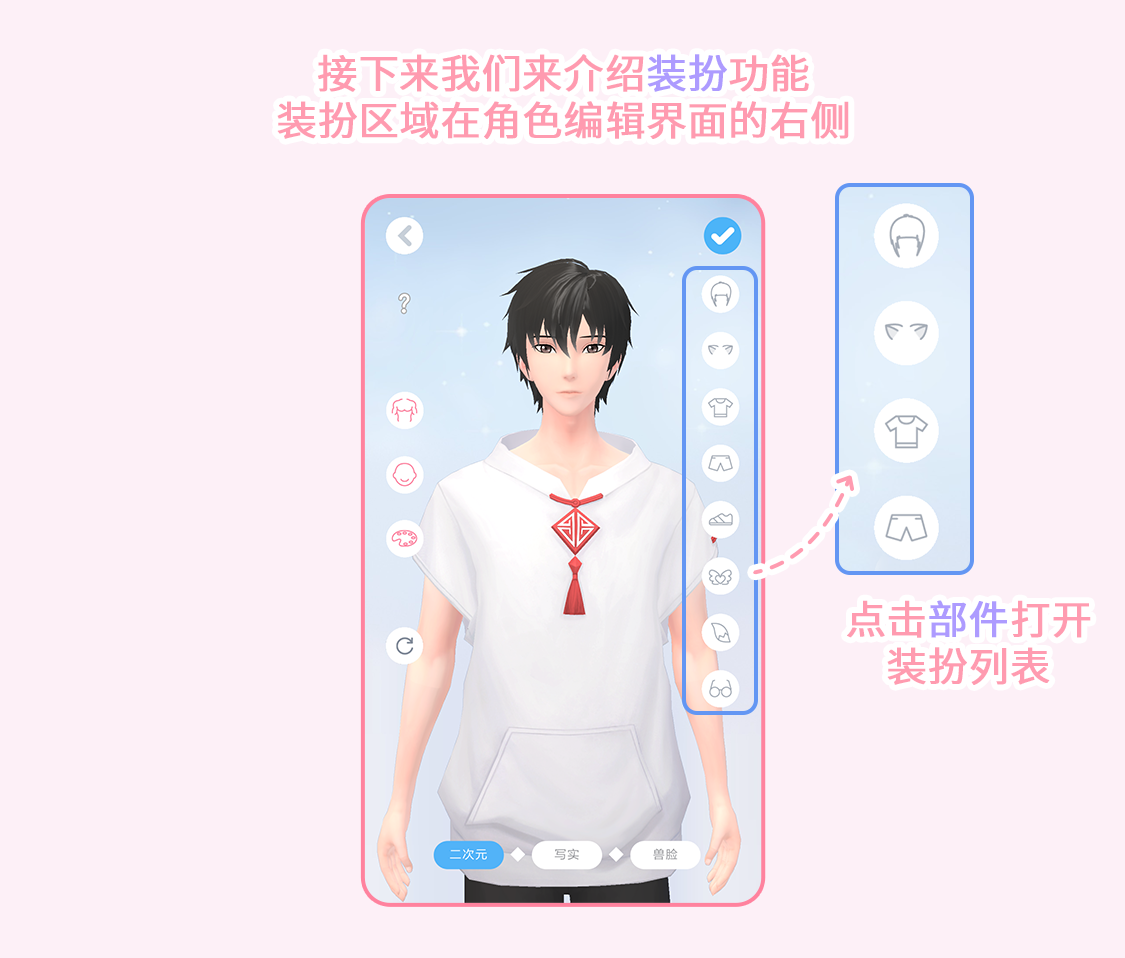 接下来我们来介绍装扮功能
装扮区域在角色编辑界面的右侧
?
点击部件打开
装扮列表
二次元
写实
兽脸